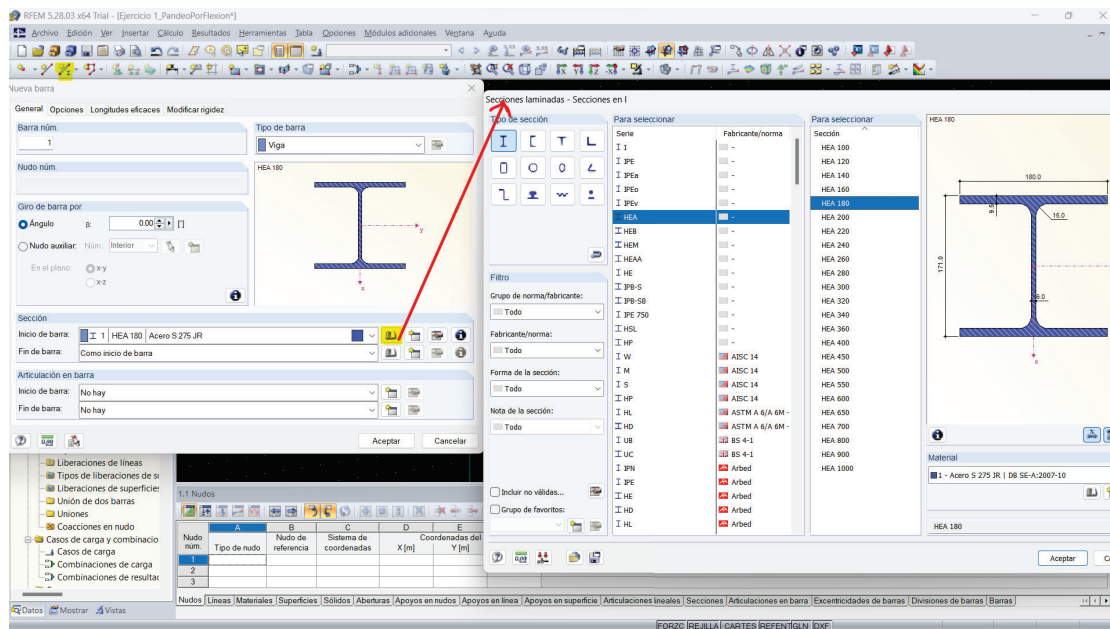 RFEM 5.28.03 x64 Trial - [Ejercicio 1_PandeoPorFlexion*]
Archivo Edición Ver Insertar Cálculo Resultados Herramientas Tabla Opciones Módulos adicionales Ventana Ayuda
Nueva barra
General Opciones Longitudes eficaces Modificar rigidez
Barra núm.
1
Tipo de barra
Viga
Nudo núm.
HEA 180
y
z
Giro de barra por
Ángulo β: 0.00 [°]
Nudo auxiliar: Núm.: Interior
En el plano: x-y
x-z
Sección
Inicio de barra: 1 HEA 180 Acero S 275 JR
Fin de barra: Como inicio de barra
Articulación en barra
Inicio de barra: No hay
Fin de barra: No hay
Aceptar Cancelar
Secciones laminadas - Secciones en I
Tipo de sección
Filtro
Grupo de norma/fabricante:
Todo
Fabricante/norma:
Todo
Forma de la sección:
Todo
Nota de la sección:
Todo
Incluir no válidas...
Grupo de favoritos:
Para seleccionar
Serie Fabricante/norma
I -
IPE -
IPEa -
IPEo -
IPEv -
HEA -
HEB -
HEM -
HEAA -
HE -
IPB-S -
IPB-SB -
IPE 750 -
HSL -
HP -
W AISC 14
M AISC 14
S AISC 14
HP AISC 14
HL ASTM A 6/A 6M -
HD ASTM A 6/A 6M -
UB BS 4-1
UC BS 4-1
IPN Arbed
IPE Arbed
HE Arbed
HD Arbed
HL Arbed
Para seleccionar
Sección
HEA 100
HEA 120
HEA 140
HEA 160
HEA 180
HEA 200
HEA 220
HEA 240
HEA 260
HEA 280
HEA 300
HEA 320
HEA 340
HEA 360
HEA 400
HEA 450
HEA 500
HEA 550
HEA 600
HEA 650
HEA 700
HEA 800
HEA 900
HEA 1000
HEA 180
180.0
9.5
15.0
171.0
6.0
z
Material
1 - Acero S 275 JR | DB SE-A:2007-10
HEA 180
Aceptar
Liberaciones de líneas
Tipos de liberaciones de su
Liberaciones de superficies
Unión de dos barras
Uniones
Coacciones en nudo
Casos de carga y combinacio
Casos de carga
Combinaciones de carga
Combinaciones de resultac
Datos Mostrar Vistas
1.1 Nudos
A B C D E
Nudo núm. Tipo de nudo Nudo de referencia Sistema de coordenadas Coordenadas del
X [m] Y [m]
1
2
3
Nudos Líneas Materiales Superficies Sólidos Aberturas Apoyos en nudos Apoyos en línea Apoyos en superficie Articulaciones lineales Secciones Articulaciones en barra Excentricidades de barras Divisiones de barras Barras
FORZC REJILLA CARTES REFENT GLN DXF